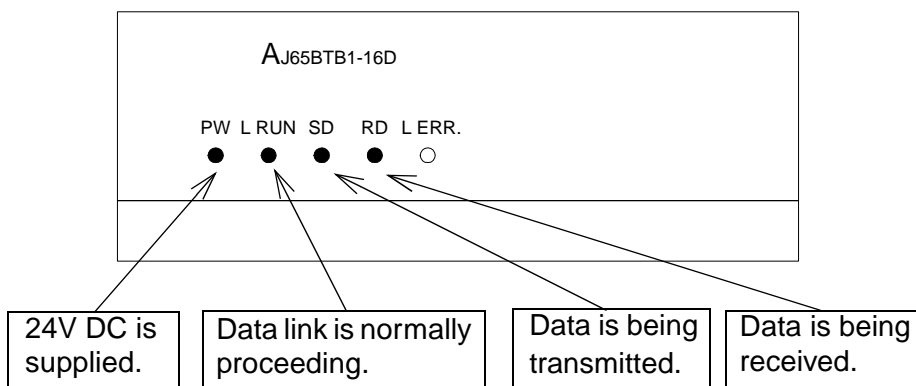 AJ65BTB1-16D
PW L RUN SD RD L ERR.
24V DC is
supplied.
Data link is normally
proceeding.
Data is being
transmitted.
Data is being
received.